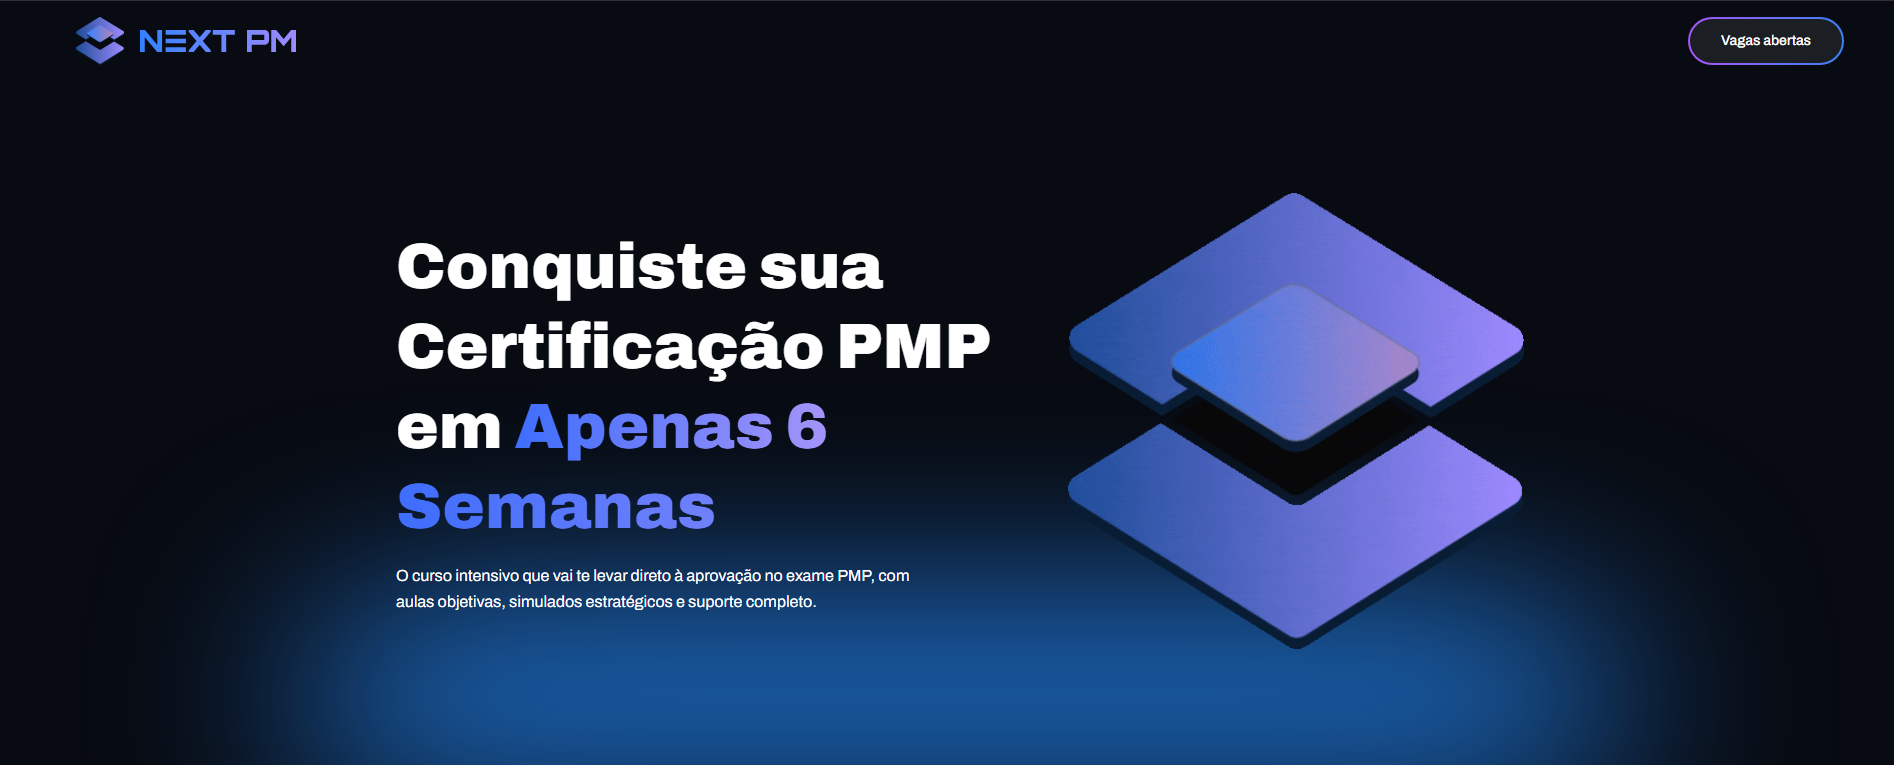 NEXT PM
Vagas abertas
Conquiste sua
Certificação PMP
em Apenas 6
Semanas
O curso intensivo que vai te levar direto à aprovação no exame PMP, com
aulas objetivas, simulados estratégicos e suporte completo.